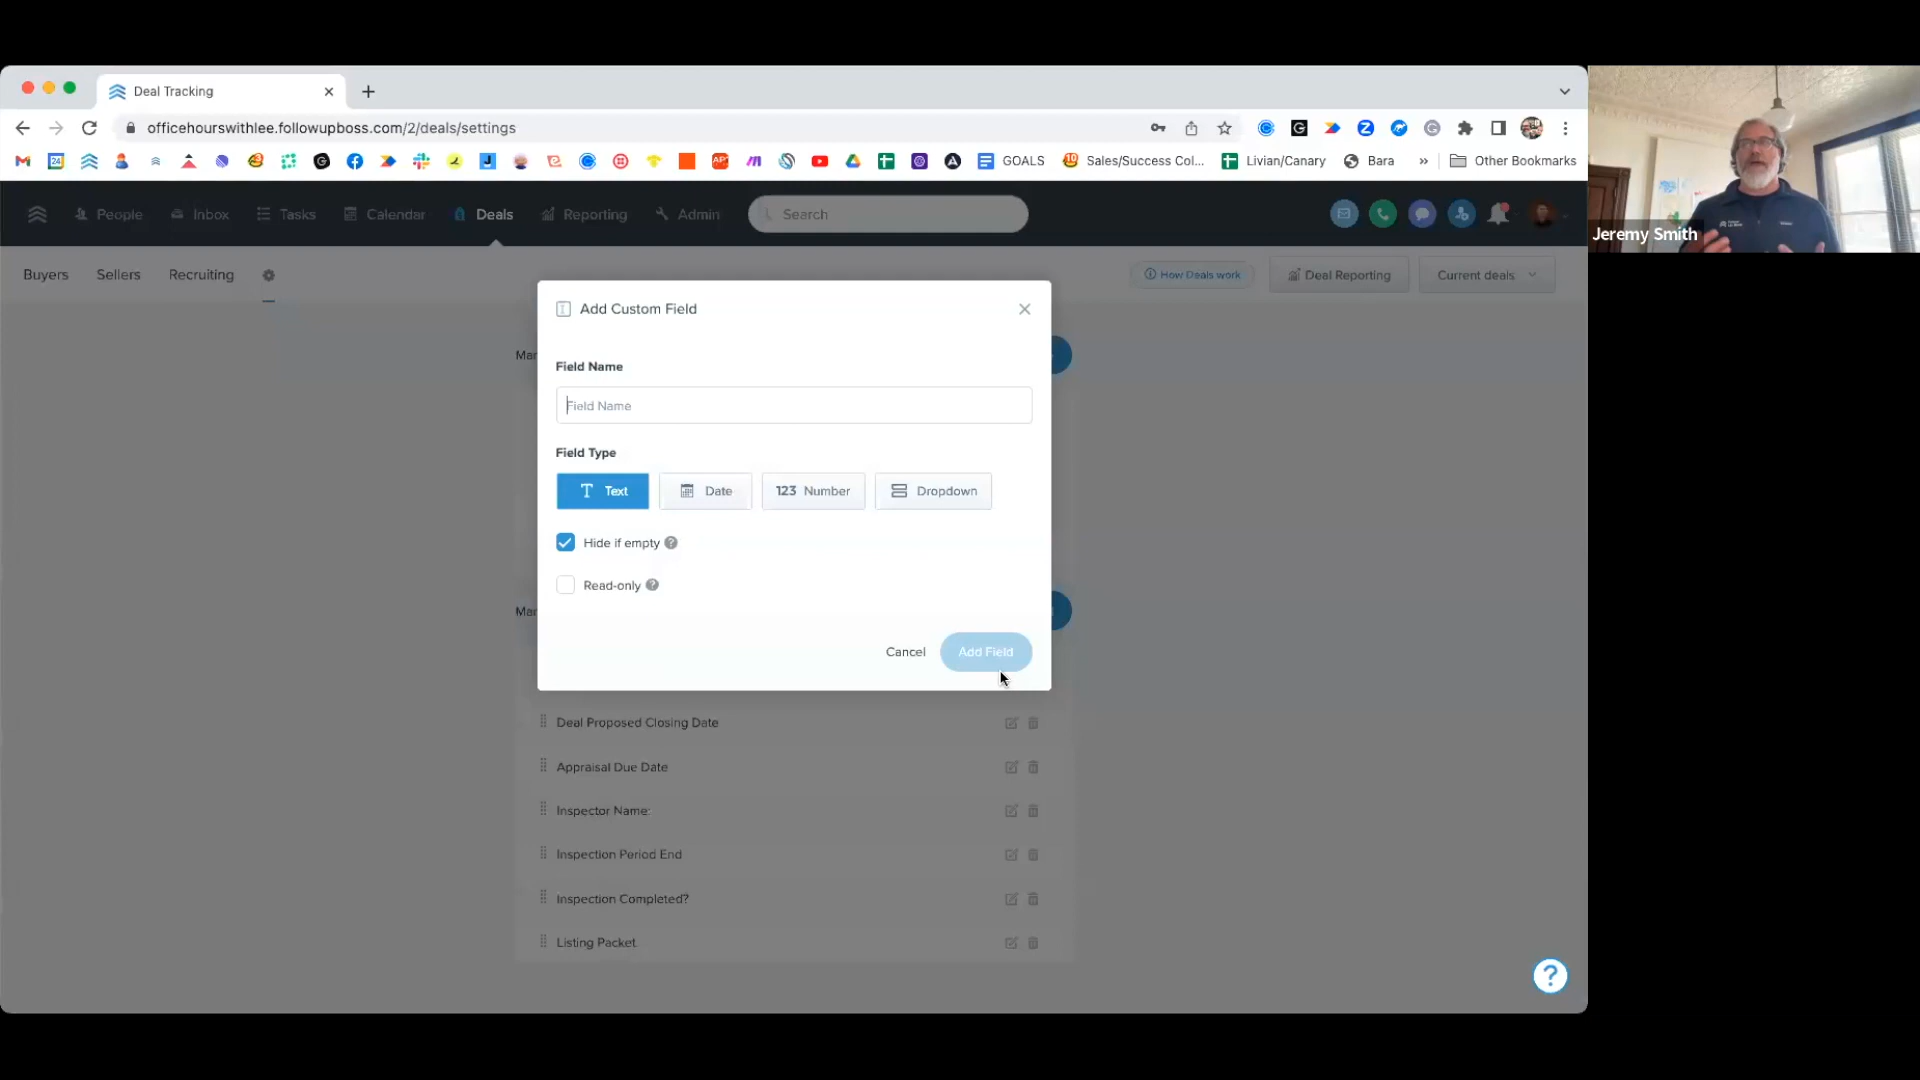 Deal Tracking
officehourswithlee.followupboss.com/2/deals/settings
GOALS
Sales/Success Col...
Livian/Canary
Bara
»
Other Bookmarks
People
Inbox
Tasks
Calendar
Deals
Reporting
Admin
Search
Jeremy Smith
Buyers
Sellers
Recruiting
How Deals work
Deal Reporting
Current deals
Add Custom Field
Mar
Field Name
Field Name
Field Type
Text
Date
123 Number
Dropdown
Hide if empty
Read-only
Mar
Cancel
Add Field
Deal Proposed Closing Date
Appraisal Due Date
Inspector Name:
Inspection Period End
Inspection Completed?
Listing Packet
?